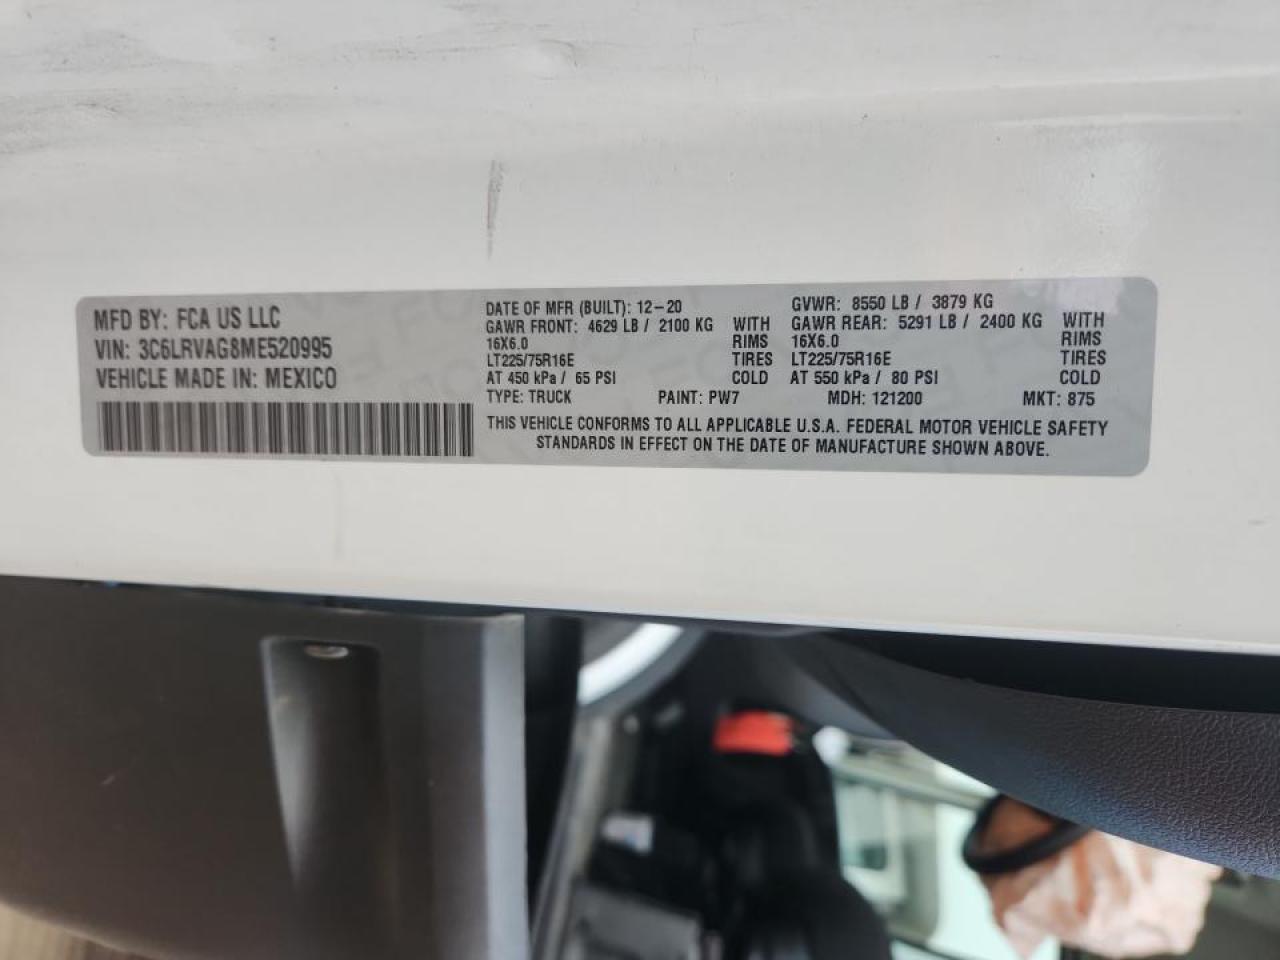 MFD BY: FCA US LLC
VIN: 3C6LRVAG8ME520995
VEHICLE MADE IN: MEXICO
DATE OF MFR (BUILT): 12-20 GVWR: 8550 LB / 3879 KG
GAWR FRONT: 4629 LB / 2100 KG WITH GAWR REAR: 5291 LB / 2400 KG WITH
16X6.0 RIMS 16X6.0 RIMS
LT225/75R16E TIRES LT225/75R16E TIRES
AT 450 kPa / 65 PSI COLD AT 550 kPa / 80 PSI COLD
TYPE: TRUCK PAINT: PW7 MDH: 121200 MKT: 875
THIS VEHICLE CONFORMS TO ALL APPLICABLE U.S.A. FEDERAL MOTOR VEHICLE SAFETY
STANDARDS IN EFFECT ON THE DATE OF MANUFACTURE SHOWN ABOVE.